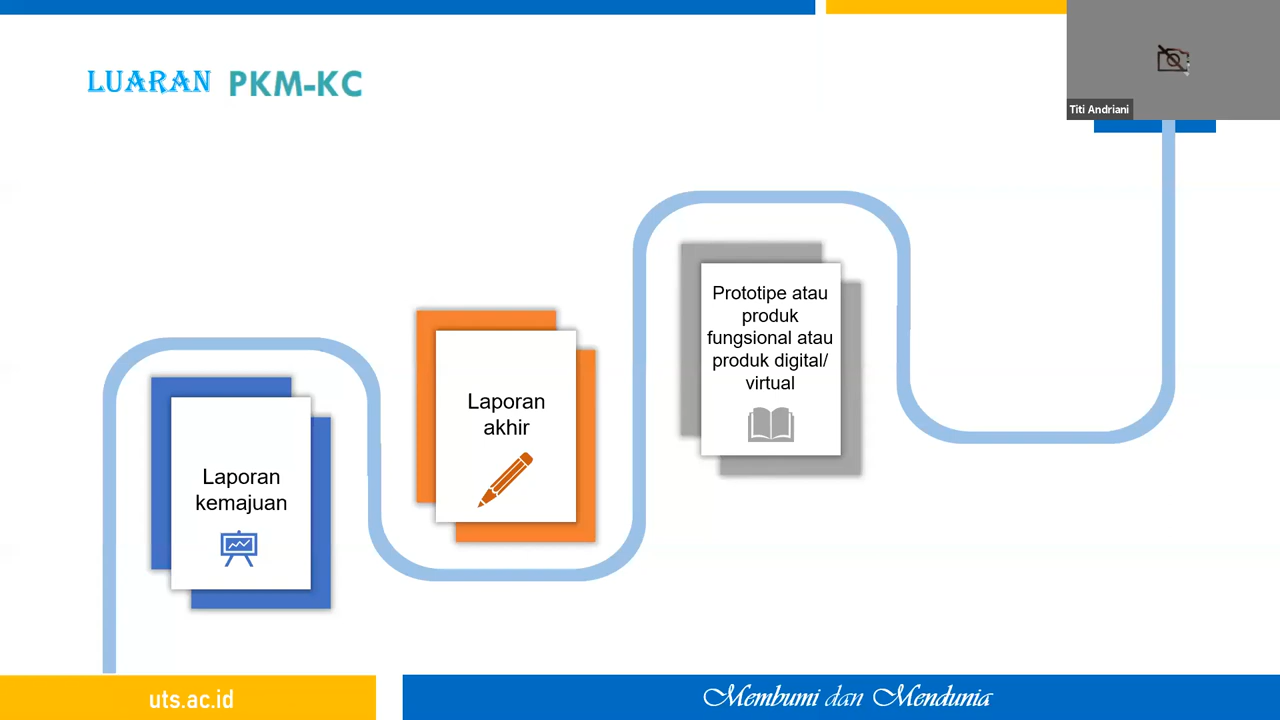 LUARAN PKM-KC
Titi Andriani
Laporan
kemajuan
Laporan
akhir
Prototipe atau
produk
fungsional atau
produk digital/
virtual
uts.ac.id
Membumi dan Mendunia